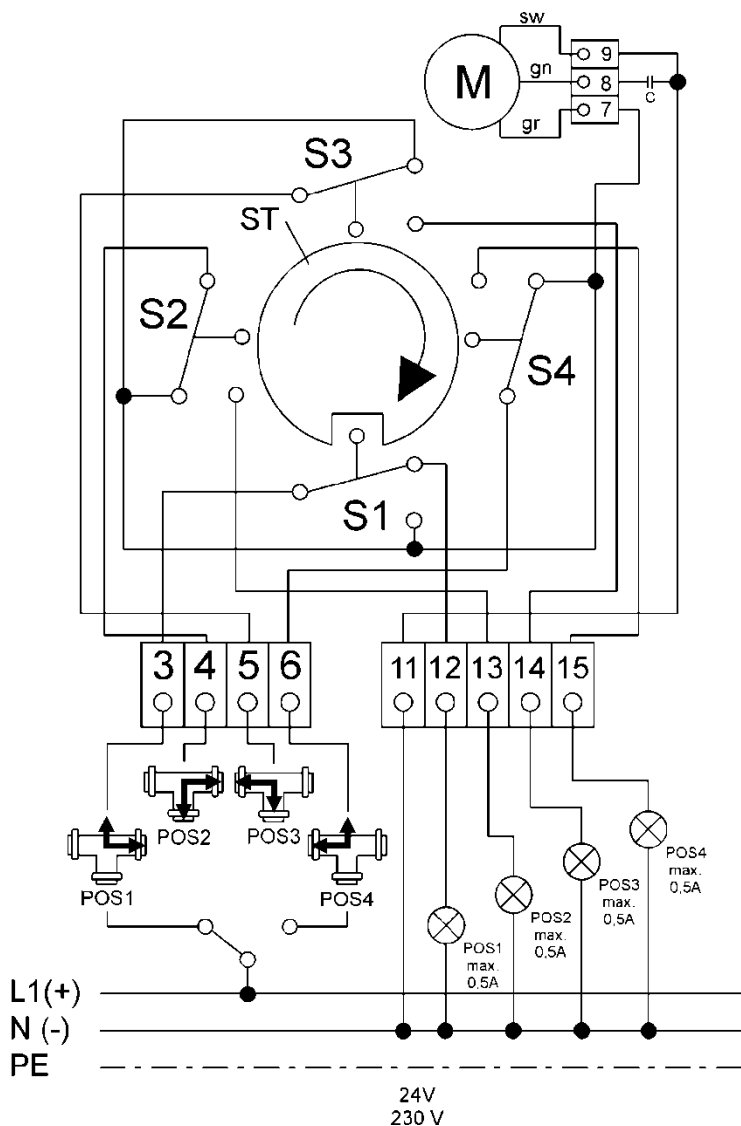 sw
9
gn
8
C
M
gr
7
S3
ST
S2
S4
S1
3 4 5 6
11 12 13 14 15
POS2
POS3
POS1
POS4
POS4
max.
0,5A
POS3
max.
0,5A
POS2
max.
0,5A
POS1
max.
0,5A
L1(+)
N (-)
PE
24V
230 V